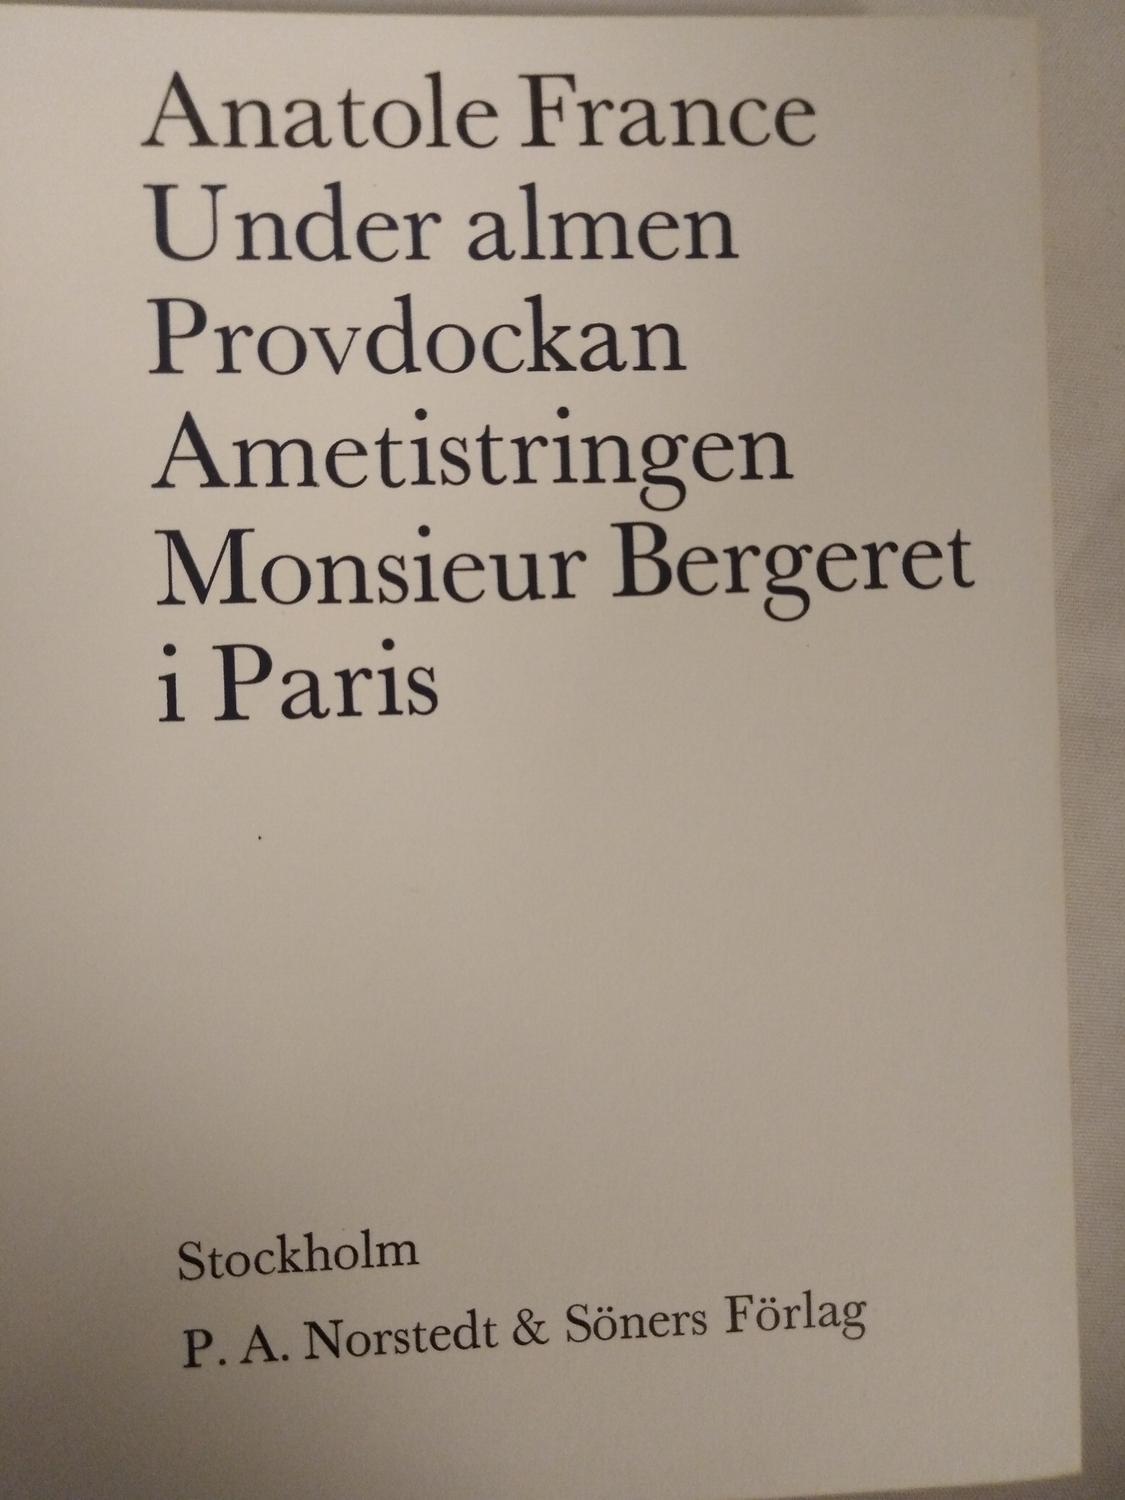 Anatole France
Under almen
Provdockan
Ametistringen
Monsieur Bergeret
i Paris
Stockholm
P. A. Norstedt & Söners Förlag